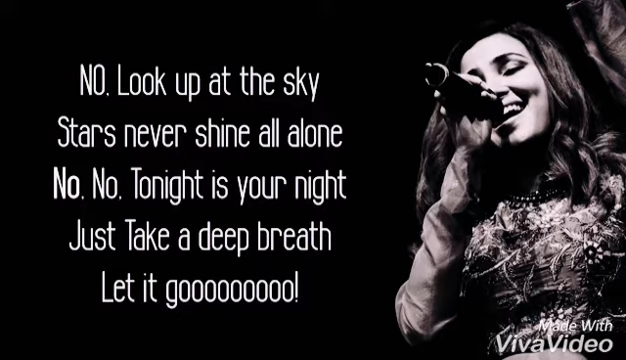 NO. Look up at the sky
Stars never shine all alone
No. No. Tonight is your night
Just Take a deep breath
Let it gooooooooo!
Made With
VivaVideo